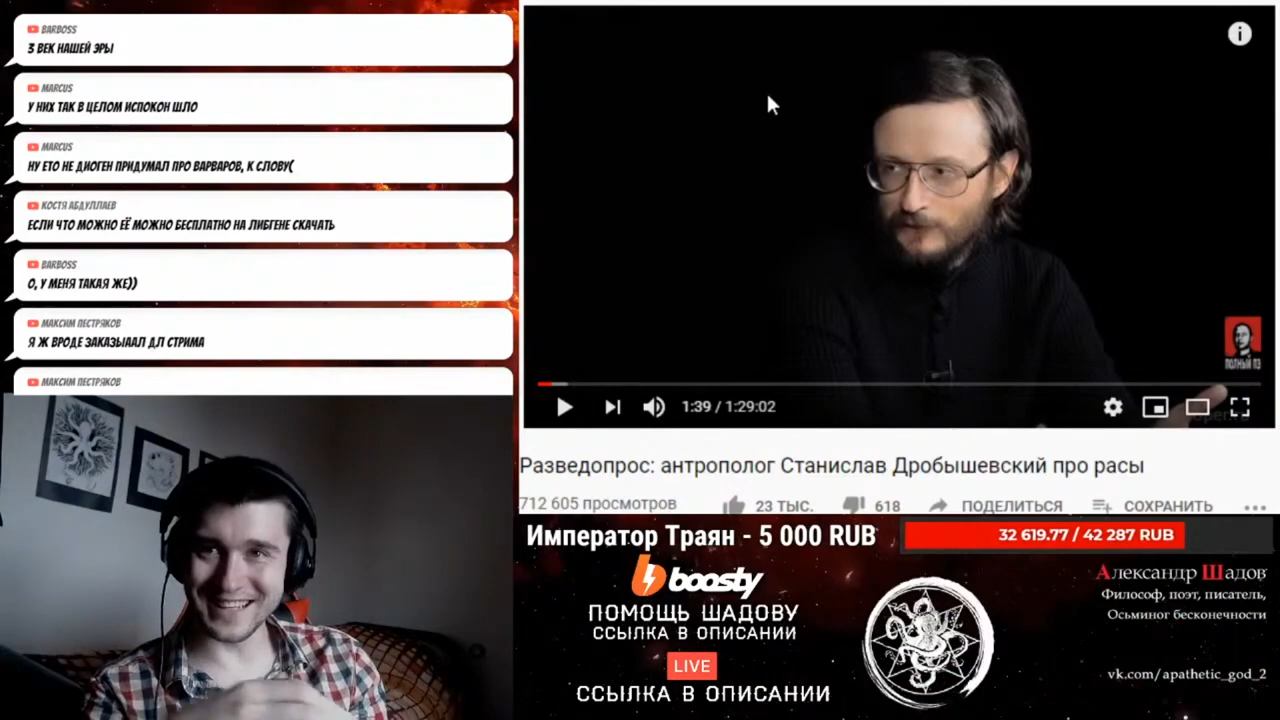 BARBOSS
3 ВЕК НАШЕЙ ЭРЫ
MARCUS
У НИХ ТАК В ЦЕЛОМ ИСПОКОН ШЛО
MARCUS
НУ ЕТО НЕ ДИОГЕН ПРИДУМАЛ ПРО ВАРВАРОВ, К СЛОВУ(
КОСТЯ АБДУЛЛАЕВ
ЕСЛИ ЧТО МОЖНО ЕЁ МОЖНО БЕСПЛАТНО НА ЛИБГЕНЕ СКАЧАТЬ
BARBOSS
О, У МЕНЯ ТАКАЯ ЖЕ))
МАКСИМ ПЕСТРЯКОВ
Я Ж ВРОДЕ ЗАКАЗЫААЛ ДЛ СТРИМА
МАКСИМ ПЕСТРЯКОВ
ПОЛНЫЙ ПЭ
1:39 / 1:29:02
Разведопрос: антрополог Станислав Дробышевский про расы
712 605 просмотров
23 ТЫС.
618
ПОДЕЛИТЬСЯ
СОХРАНИТЬ
Император Траян - 5 000 RUB
32 619.77 / 42 287 RUB
boosty
ПОМОЩЬ ШАДОВУ
ССЫЛКА В ОПИСАНИИ
LIVE
ССЫЛКА В ОПИСАНИИ
Александр Шадов
Философ, поэт, писатель,
Осьминог бесконечности
vk.com/apathetic_god_2